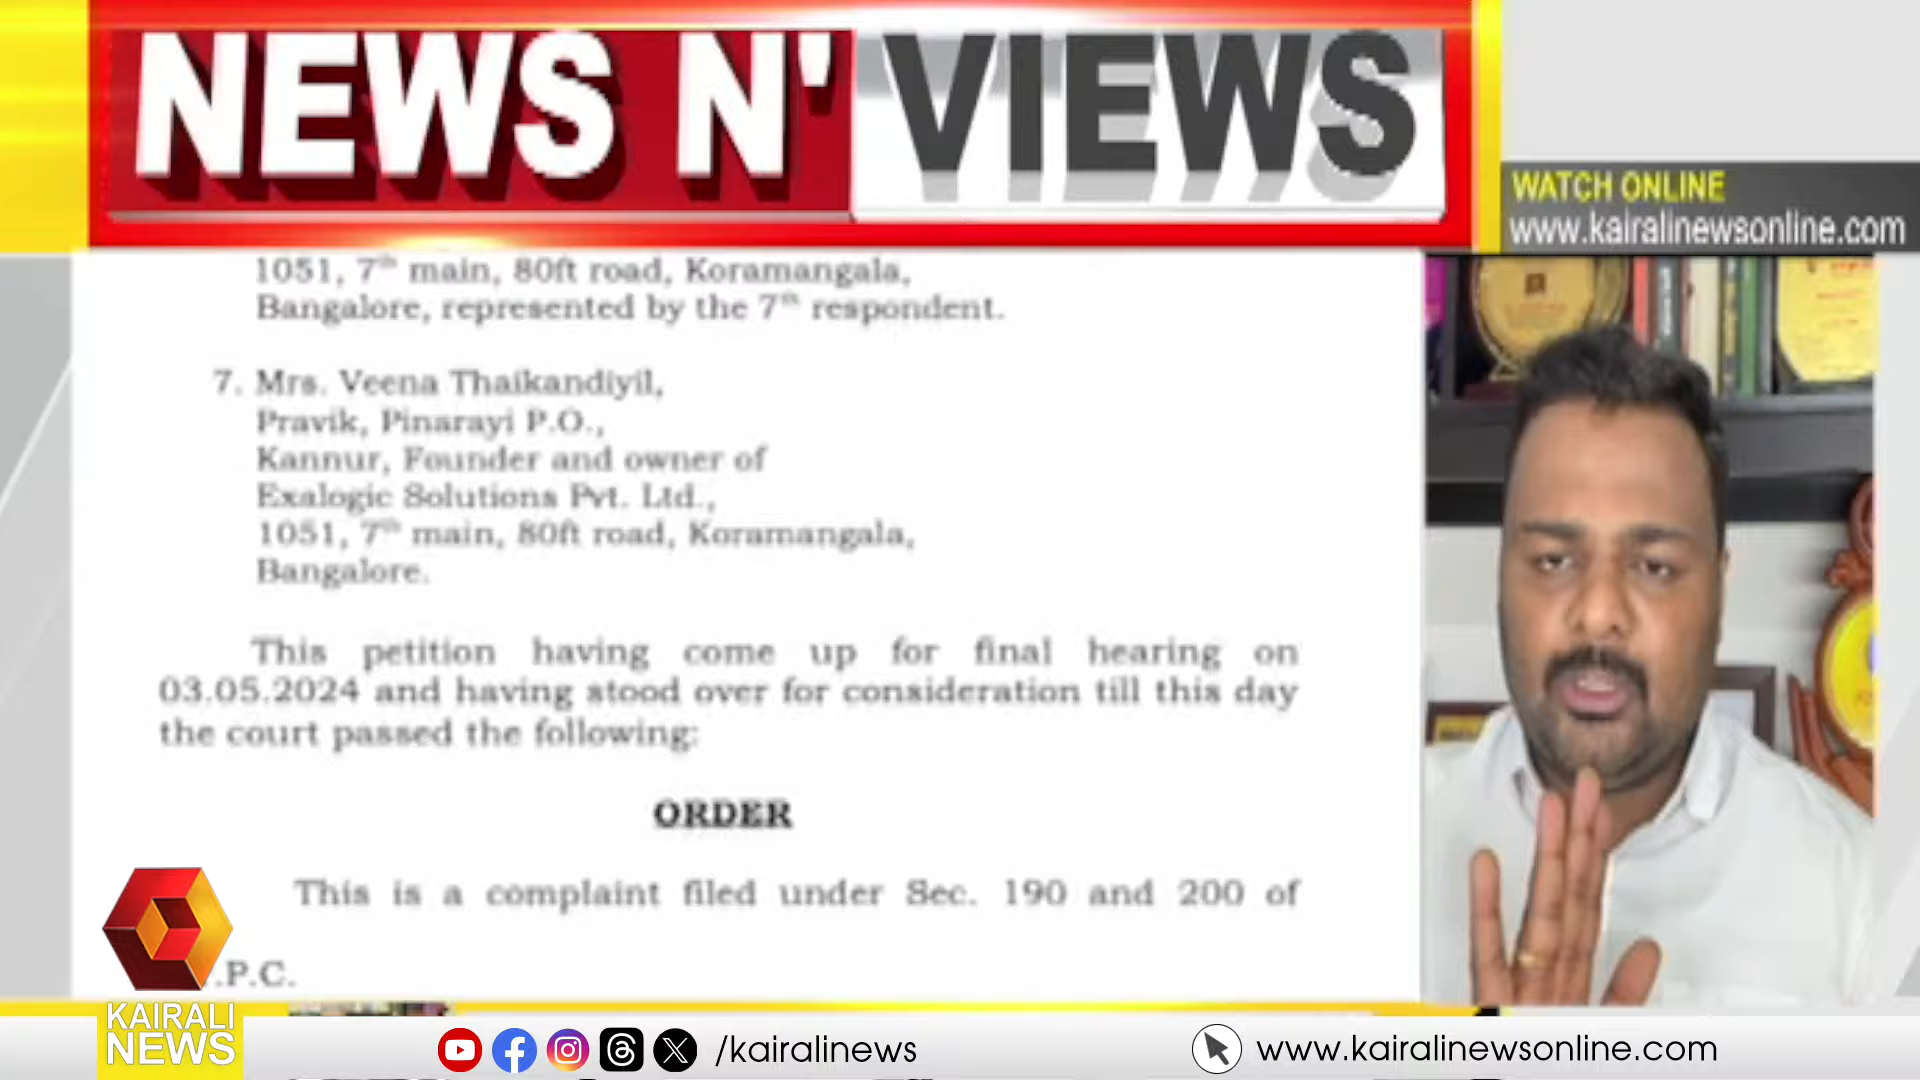 NEWS N' VIEWS
WATCH ONLINE
www.kairalinewsonline.com
1051, 7th main, 80ft road, Koramangala,
Bangalore, represented by the 7th respondent.
7. Mrs. Veena Thaikandiyil,
Pravik, Pinarayi P.O.,
Kannur, Founder and owner of
Exalogic Solutions Pvt. Ltd.,
1051, 7th main, 80ft road, Koramangala,
Bangalore.
This petition having come up for final hearing on
03.05.2024 and having stood over for consideration till this day
the court passed the following:
ORDER
This is a complaint filed under Sec. 190 and 200 of
.P.C.
KAIRALI
NEWS
/kairalinews
www.kairalinewsonline.com